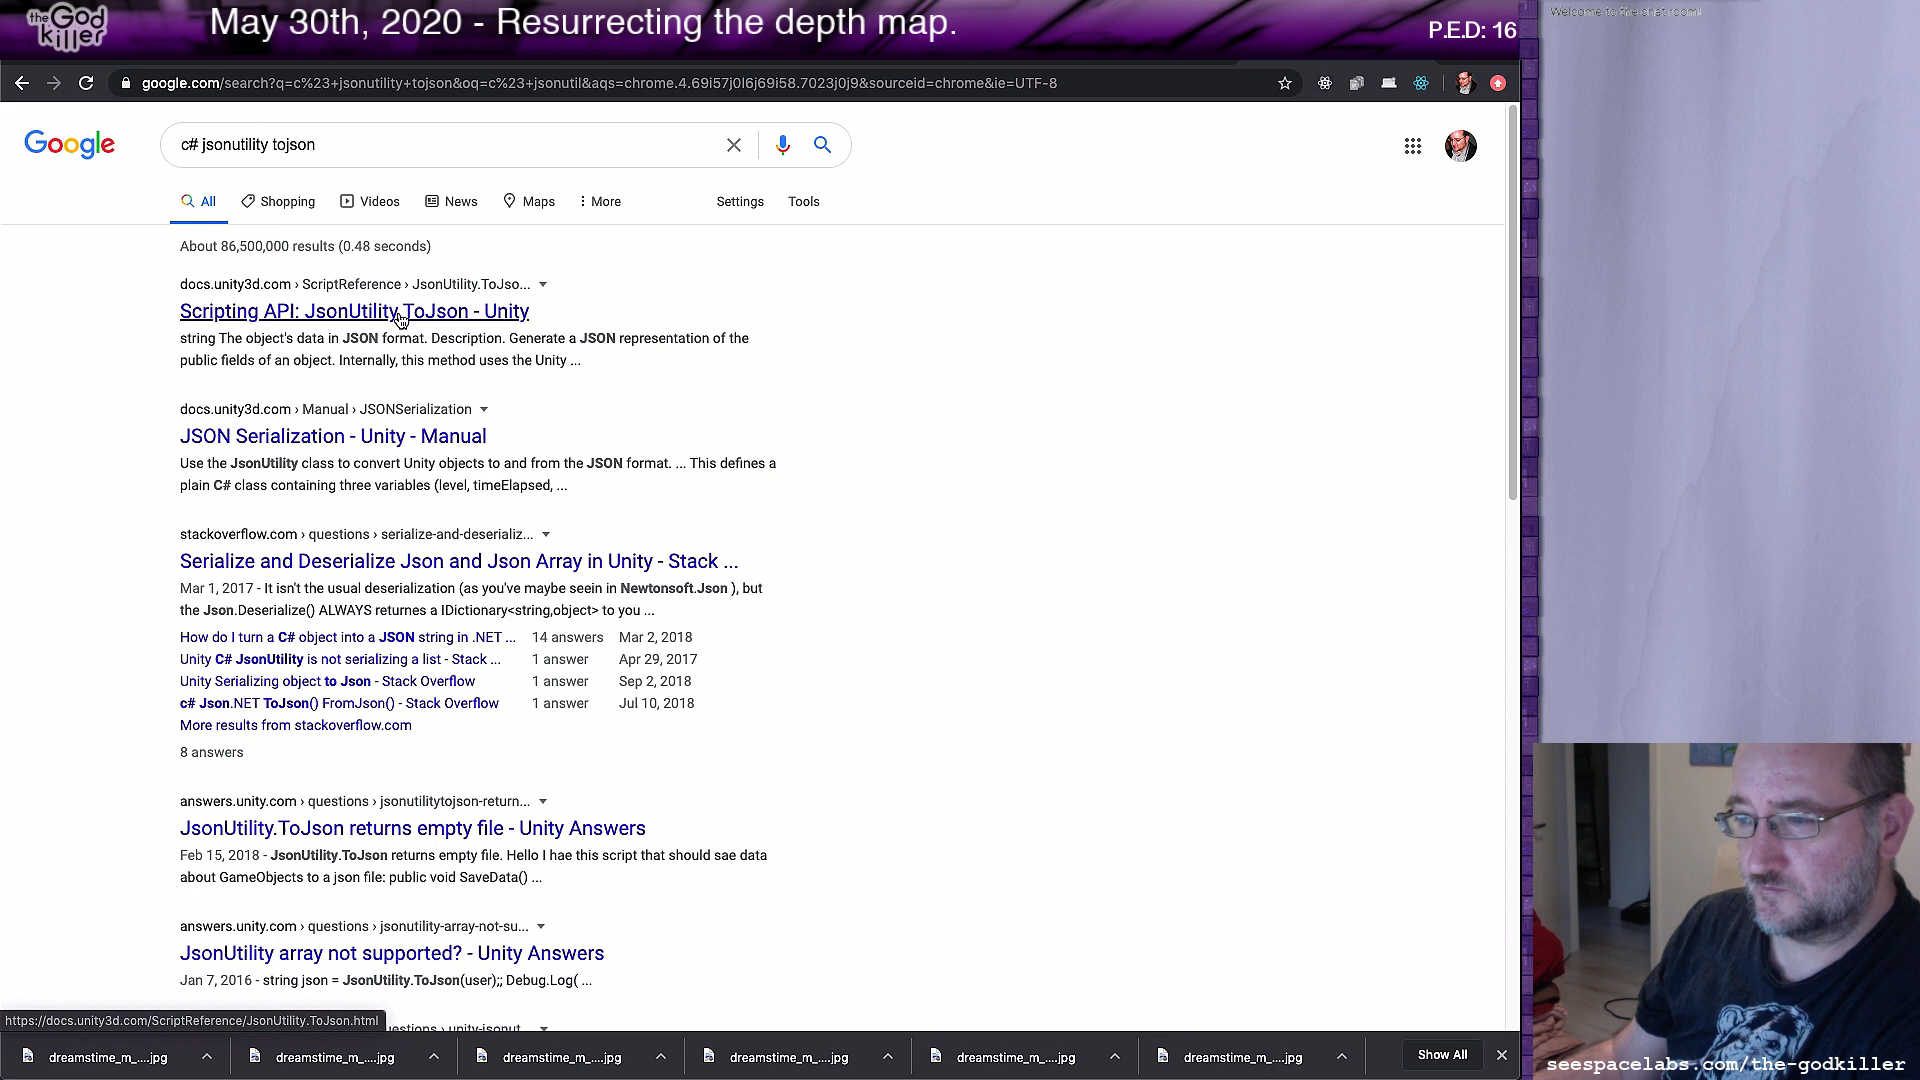 the God killer
May 30th, 2020 - Resurrecting the depth map.
P.E.D: 16
Welcome to the chat room!
google.com/search?q=c%23+jsonutility+tojson&oq=c%23+jsonutil&aqs=chrome.4.69i57j0l6j69i58.7023j0j9&sourceid=chrome&ie=UTF-8
Google
c# jsonutility tojson
All Shopping Videos News Maps More Settings Tools
About 86,500,000 results (0.48 seconds)
docs.unity3d.com › ScriptReference › JsonUtility.ToJso...
Scripting API: JsonUtility.ToJson - Unity
string The object's data in JSON format. Description. Generate a JSON representation of the
public fields of an object. Internally, this method uses the Unity ...
docs.unity3d.com › Manual › JSONSerialization
JSON Serialization - Unity - Manual
Use the JsonUtility class to convert Unity objects to and from the JSON format. ... This defines a
plain C# class containing three variables (level, timeElapsed, ...
stackoverflow.com › questions › serialize-and-deserializ...
Serialize and Deserialize Json and Json Array in Unity - Stack ...
Mar 1, 2017 - It isn't the usual deserialization (as you've maybe seein in Newtonsoft.Json ), but
the Json.Deserialize() ALWAYS returnes a IDictionary<string,object> to you ...
How do I turn a C# object into a JSON string in .NET ... 14 answers Mar 2, 2018
Unity C# JsonUtility is not serializing a list - Stack ... 1 answer Apr 29, 2017
Unity Serializing object to Json - Stack Overflow 1 answer Sep 2, 2018
c# Json.NET ToJson() FromJson() - Stack Overflow 1 answer Jul 10, 2018
More results from stackoverflow.com
8 answers
answers.unity.com › questions › jsonutilitytojson-return...
JsonUtility.ToJson returns empty file - Unity Answers
Feb 15, 2018 - JsonUtility.ToJson returns empty file. Hello I hae this script that should sae data
about GameObjects to a json file: public void SaveData() ...
answers.unity.com › questions › jsonutility-array-not-su...
JsonUtility array not supported? - Unity Answers
Jan 7, 2016 - string json = JsonUtility.ToJson(user);; Debug.Log( ...
https://docs.unity3d.com/ScriptReference/JsonUtility.ToJson.html
dreamstime_m_....jpg dreamstime_m_....jpg dreamstime_m_....jpg dreamstime_m_....jpg dreamstime_m_....jpg dreamstime_m_....jpg Show All
seespacelabs.com/the-godkiller